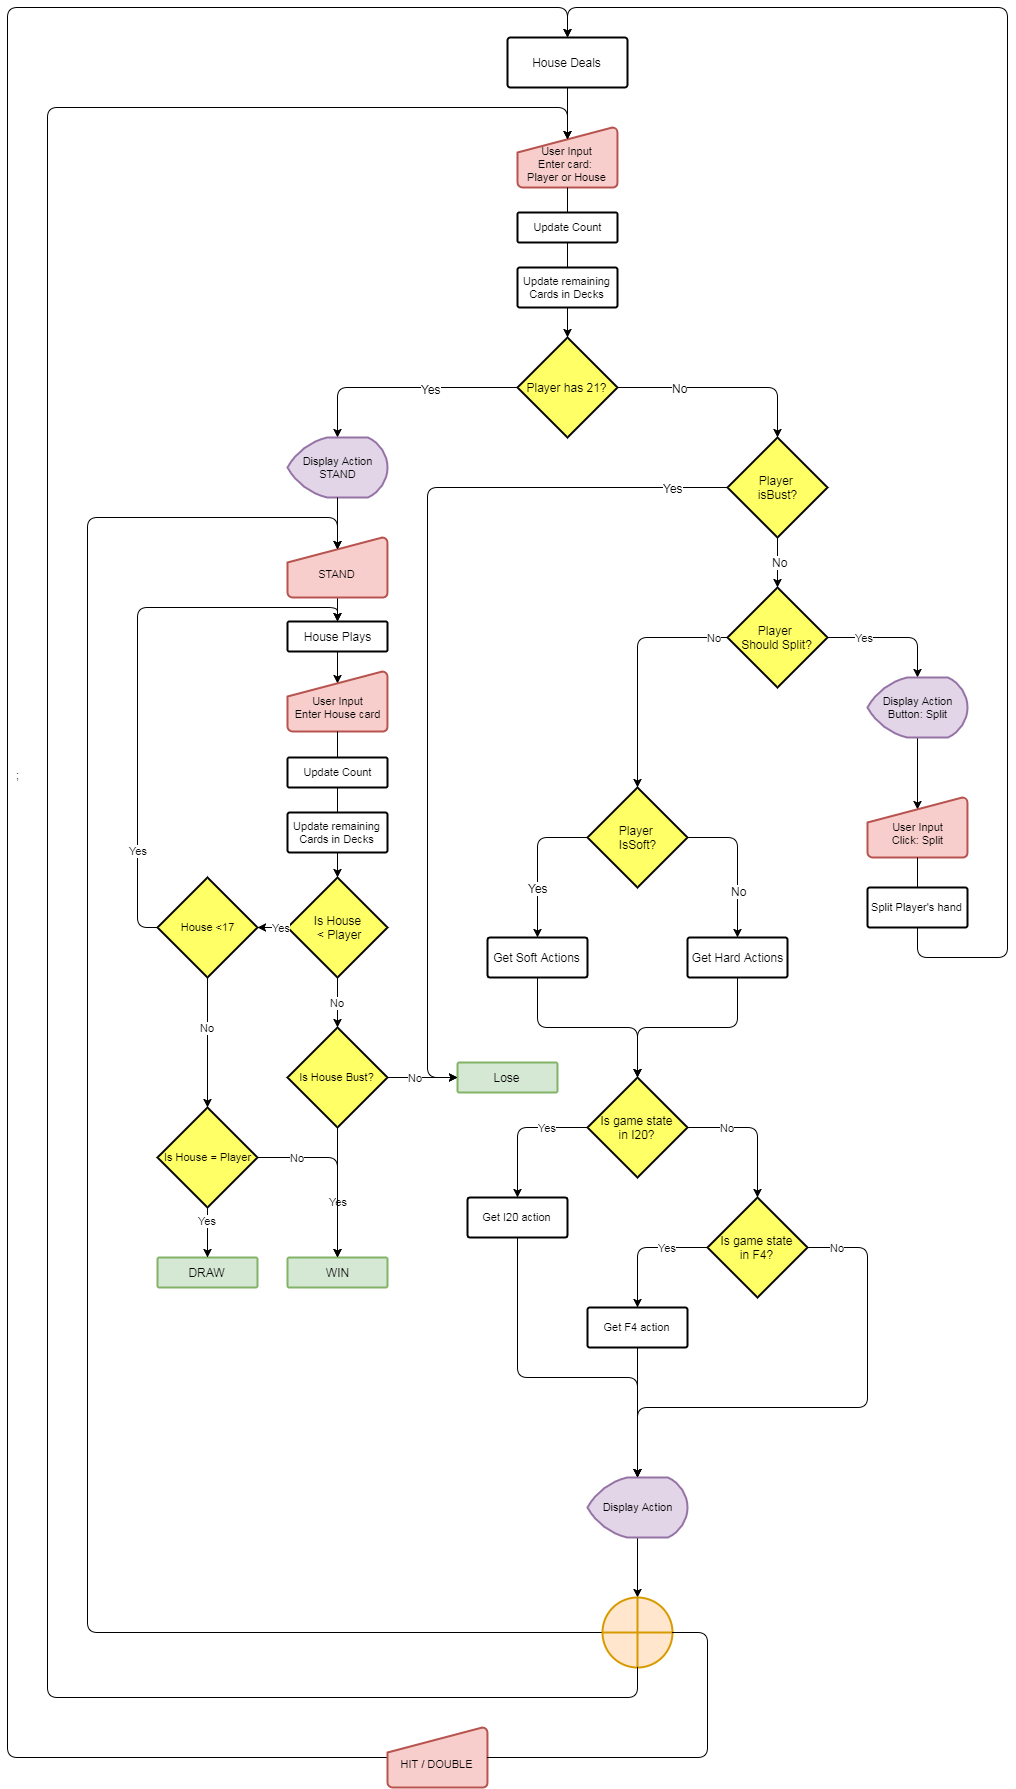 House Deals
User Input
Enter card:
Player or House
Update Count
Update remaining
Cards in Decks
Player has 21?
Yes
No
Display Action
STAND
Player
isBust?
Yes
No
STAND
House Plays
Player
Should Split?
No
Yes
User Input
Enter House card
Display Action
Button: Split
Update Count
;
Update remaining
Cards in Decks
Player
IsSoft?
User Input
Click: Split
Yes
Yes
No
House <17
Yes
Is House
< Player
Split Player's hand
Get Soft Actions
Get Hard Actions
No
No
Is House Bust?
No
Lose
Is game state
in I20?
Yes
No
Is House = Player
No
Yes
Yes
Get I20 action
Is game state
in F4?
Yes
No
DRAW
WIN
Get F4 action
Display Action
HIT / DOUBLE